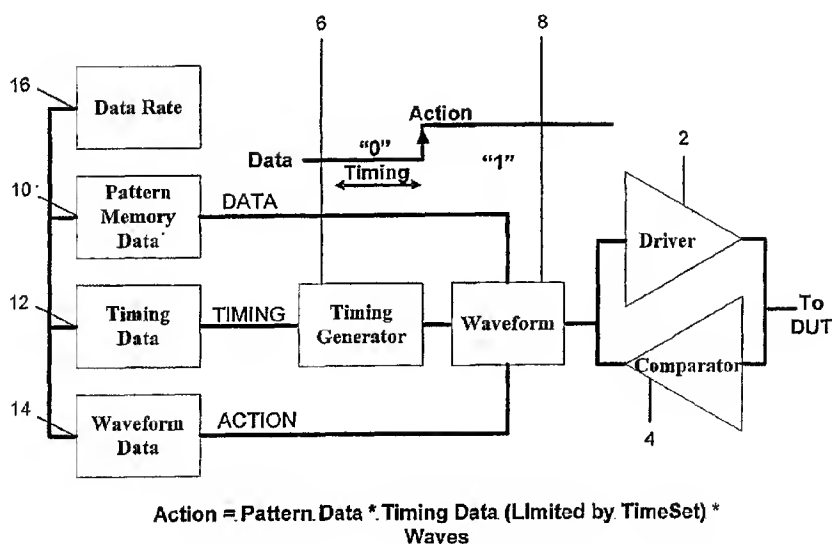 6
8
16
Data Rate
Action
Data
"0"
"1"
Timing
2
10
Pattern
Memory
Data
DATA
Driver
12
Timing
Data
TIMING
Timing
Generator
Waveform
To
DUT
Comparator
14
Waveform
Data
ACTION
4
Action = Pattern Data * Timing Data (LImited by TimeSet) *
Waves